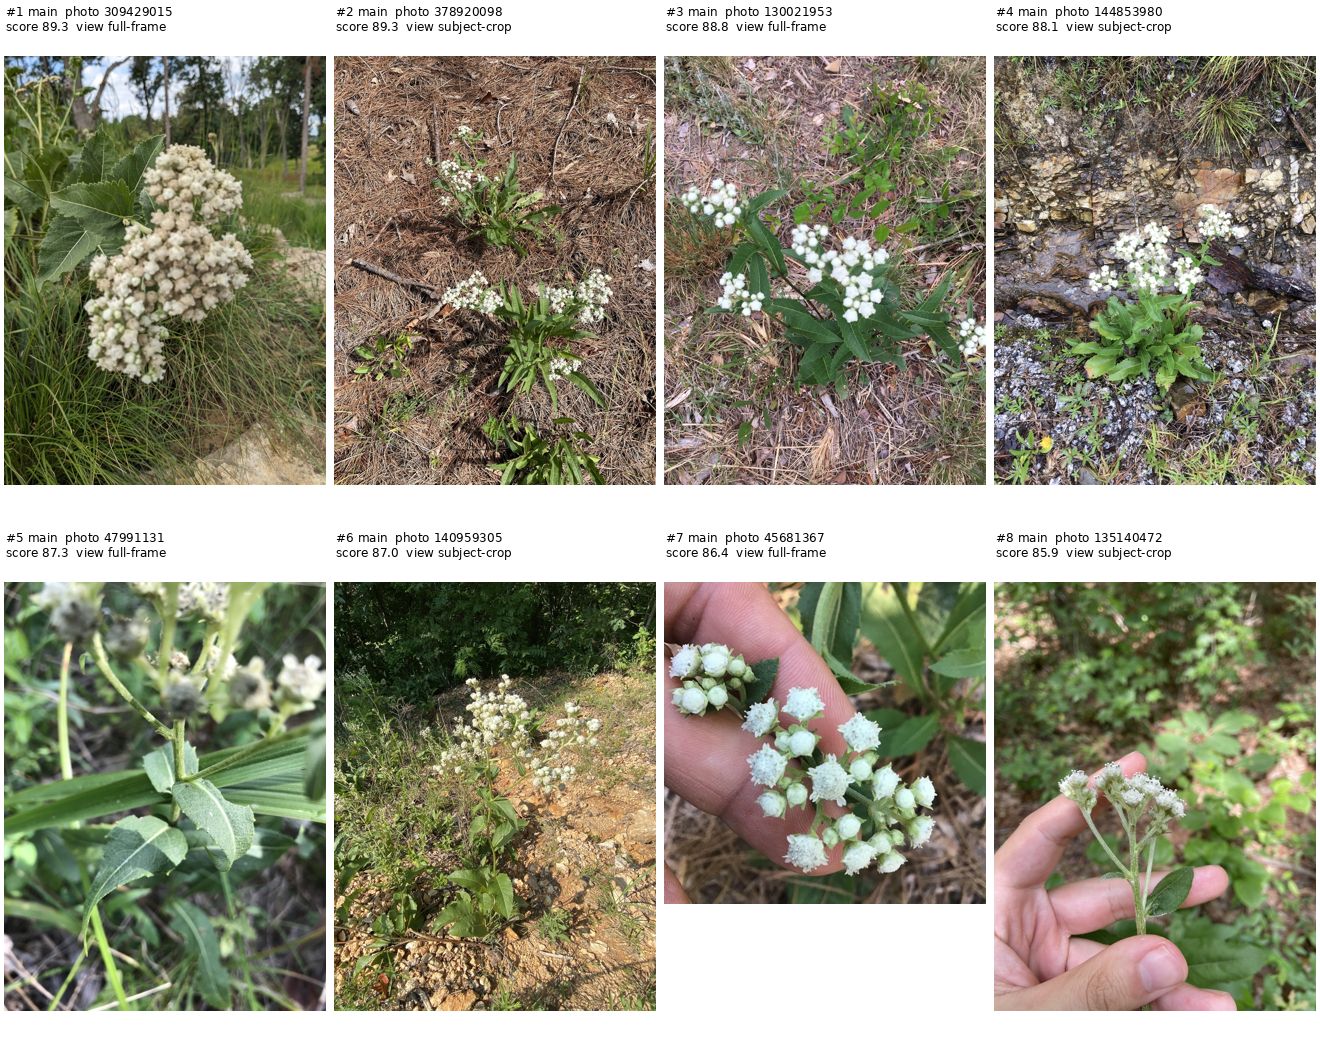 #1 main photo 309429015
score 89.3 view full-frame
#2 main photo 378920098
score 89.3 view subject-crop
#3 main photo 130021953
score 88.8 view full-frame
#4 main photo 144853980
score 88.1 view subject-crop
#5 main photo 47991131
score 87.3 view full-frame
#6 main photo 140959305
score 87.0 view subject-crop
#7 main photo 45681367
score 86.4 view full-frame
#8 main photo 135140472
score 85.9 view subject-crop